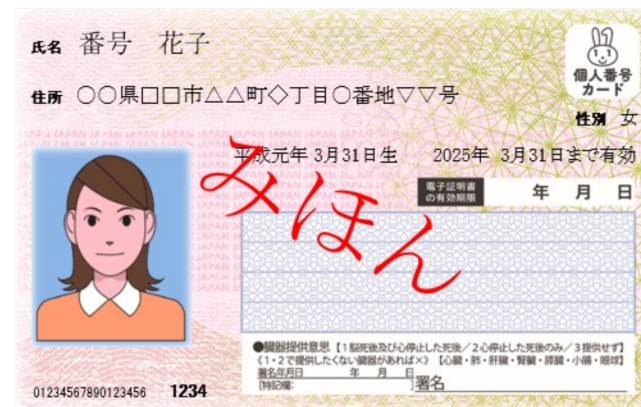 氏名 番号 花子
個人番号
カード
住所 ○○県□□市△△町◇丁目○番地▽▽号
性別 女
平成元年 3月31日生 2025年 3月31日まで有効
電子証明書
の有効期限 年 月 日
みほん
●臓器提供意思【1脳死後及び心停止した死後/2心停止した死後のみ/3提供せず】
《1・2で提供したくない臓器があれば×》【心臓・肺・肝臓・腎臓・膵臓・小腸・眼球】
署名年月日 年 月 日
[特記欄: ] 署名
01234567890123456 1234